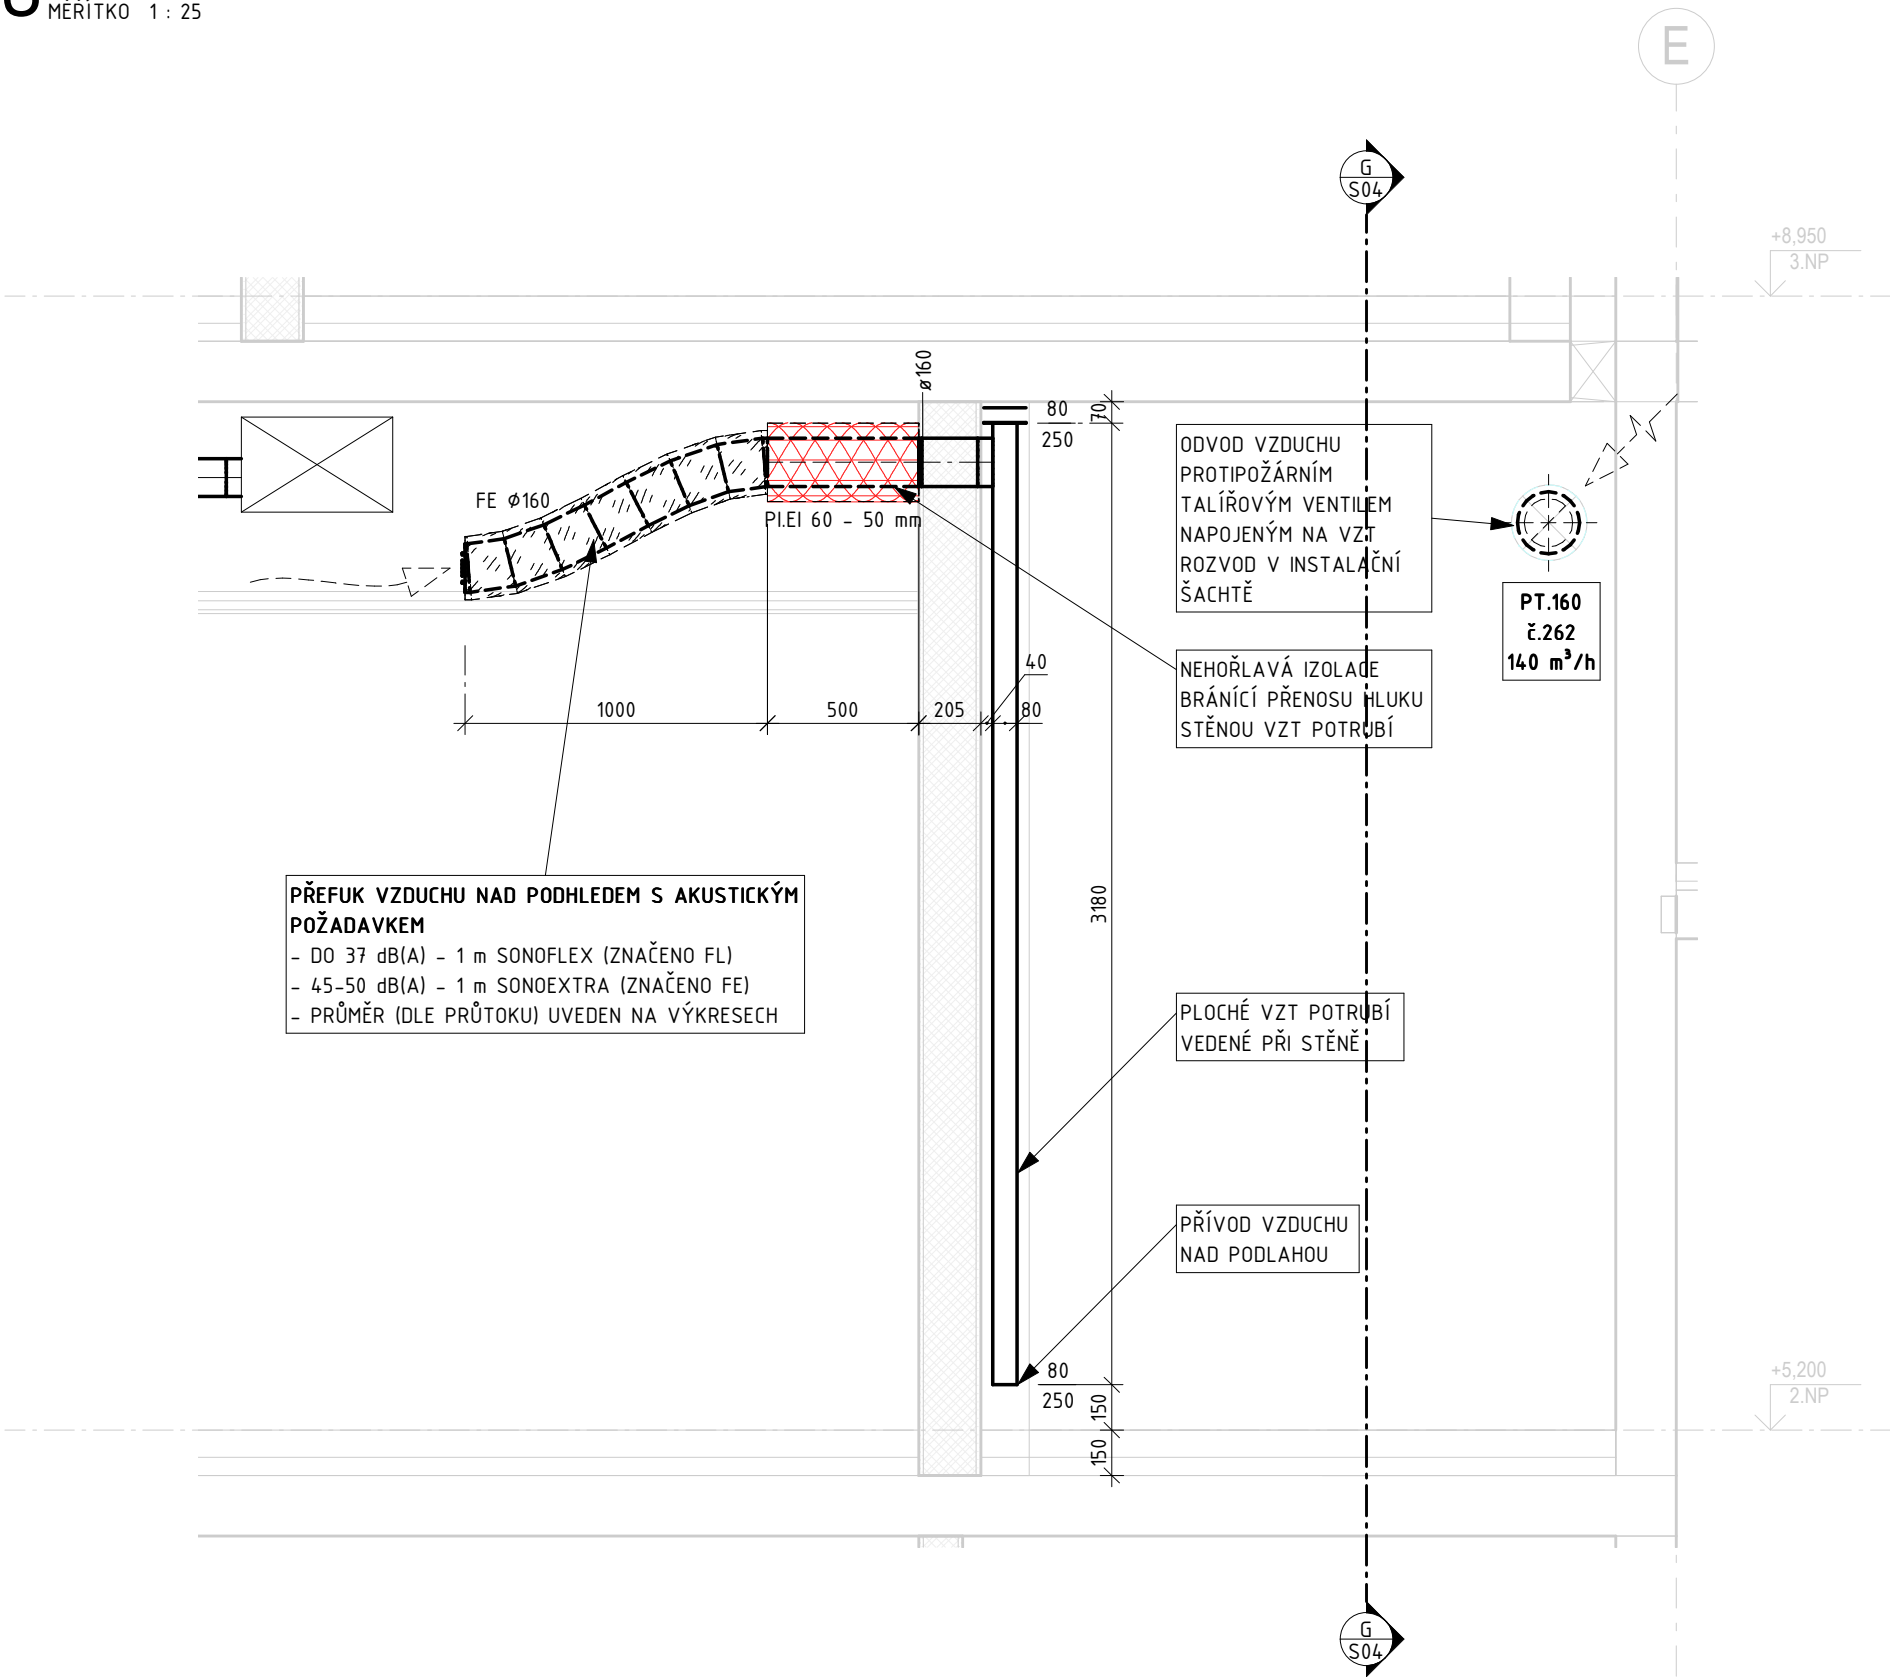 MĚŘÍTKO 1 : 25
E
G
S04
+8,950
3.NP
ø160
80
250
70
ODVOD VZDUCHU
PROTIPOŽÁRNÍM
TALÍŘOVÝM VENTILEM
NAPOJENÝM NA VZT
ROZVOD V INSTALAČNÍ
ŠACHTĚ
FE Ø160
PI.EI 60 - 50 mm
PT.160
č.262
140 m³/h
NEHOŘLAVÁ IZOLACE
BRÁNÍCÍ PŘENOSU HLUKU
STĚNOU VZT POTRUBÍ
40
1000
500
205
80
3180
PŘEFUK VZDUCHU NAD PODHLEDEM S AKUSTICKÝM
POŽADAVKEM
- DO 37 dB(A) - 1 m SONOFLEX (ZNAČENO FL)
- 45-50 dB(A) - 1 m SONOEXTRA (ZNAČENO FE)
- PRŮMĚR (DLE PRŮTOKU) UVEDEN NA VÝKRESECH
PLOCHÉ VZT POTRUBÍ
VEDENÉ PŘI STĚNĚ
PŘÍVOD VZDUCHU
NAD PODLAHOU
80
250
150
150
+5,200
2.NP
G
S04